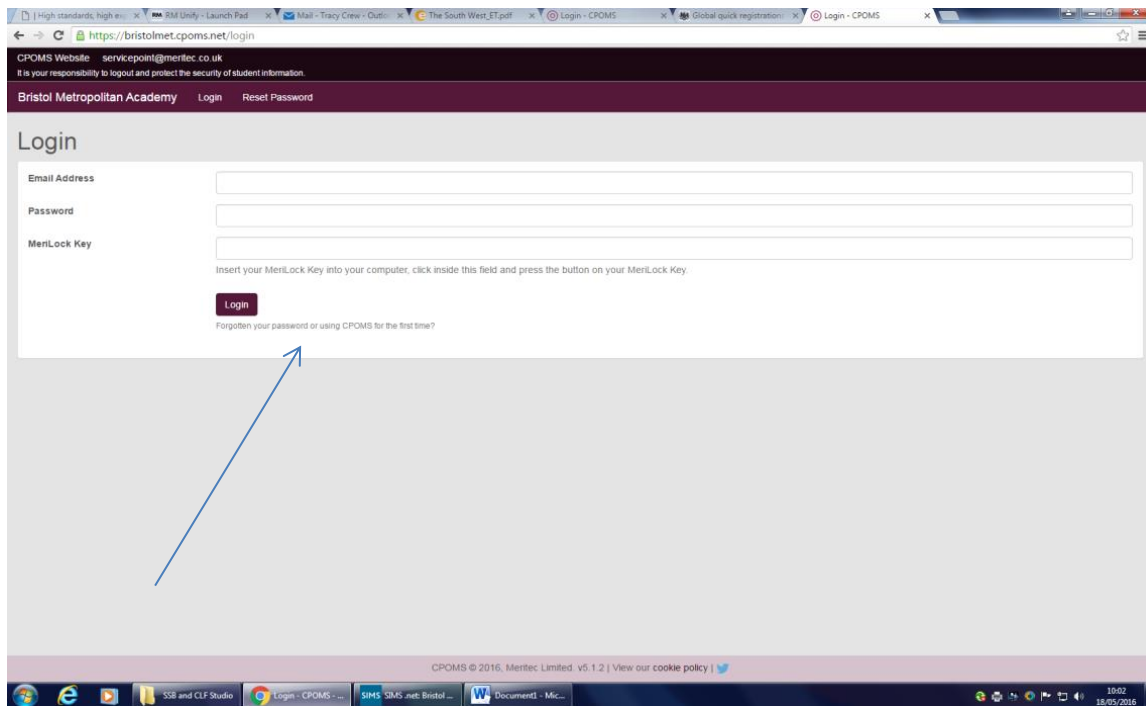 | High standards, high ex
RM RM Unify - Launch Pad
Mail - Tracy Crew - Outlo
The South West_ET.pdf
Login - CPOMS
Global quick registration
Login - CPOMS
https://bristolmet.cpoms.net/login
CPOMS Website servicepoint@meritec.co.uk
It is your responsibility to logout and protect the security of student information.
Bristol Metropolitan Academy Login Reset Password
Login
Email Address
Password
MeriLock Key
Insert your MeriLock Key into your computer, click inside this field and press the button on your MeriLock Key.
Login
Forgotten your password or using CPOMS for the first time?
CPOMS © 2016, Meritec Limited. v5.1.2 | View our cookie policy |
SSB and CLF Studio
Login - CPOMS - ...
SIMS SIMS .net: Bristol ...
W Document1 - Mic...
10:02
18/05/2016